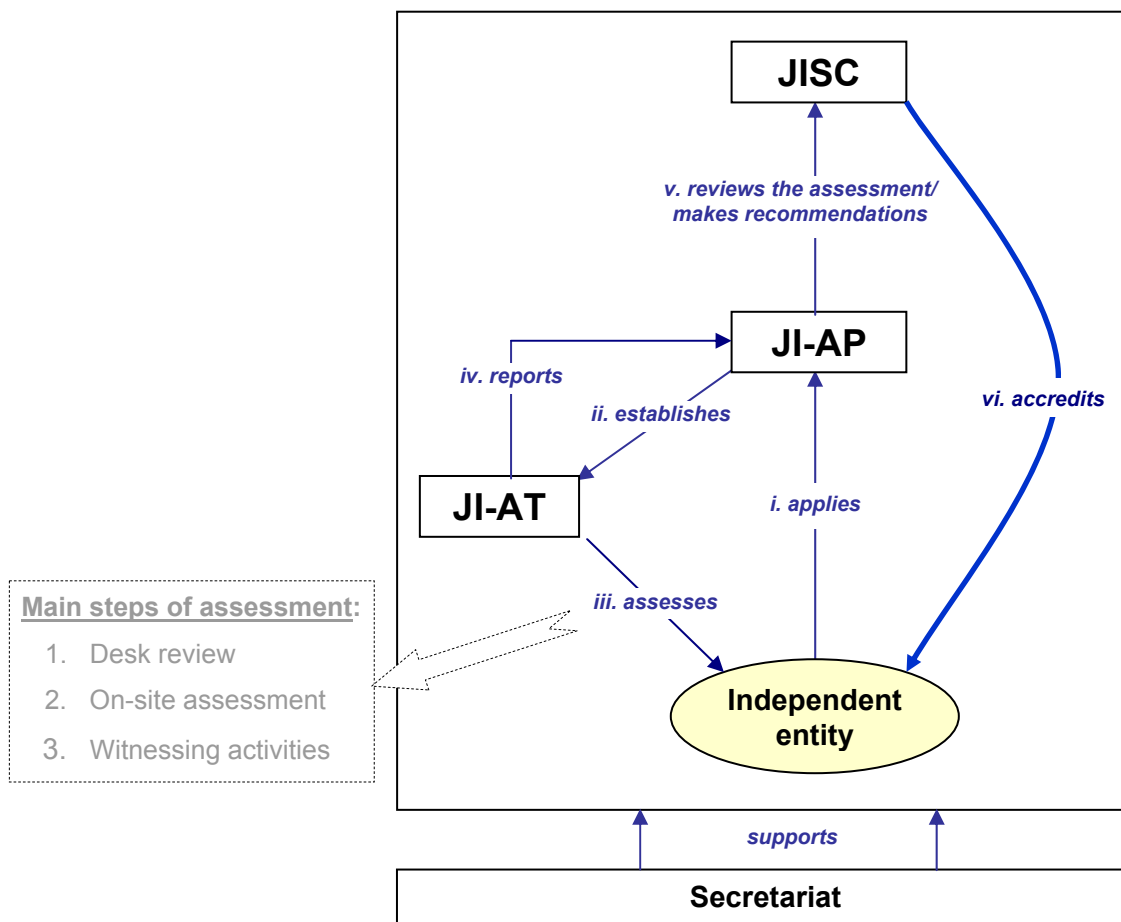 JISC
v. reviews the assessment/
makes recommendations
JI-AP
iv. reports
ii. establishes
vi. accredits
JI-AT
i. applies
iii. assesses
Main steps of assessment:
1. Desk review
2. On-site assessment
3. Witnessing activities
Independent
entity
supports
Secretariat